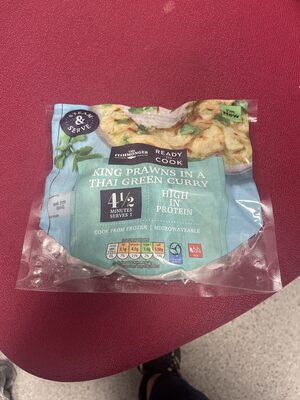 STEAM
&
SERVE
New
THE
FISHMONGER
READY
TO
COOK
KING PRAWNS IN A
THAI GREEN CURRY
4½
MINUTES
SERVES 1
HIGH
IN
PROTEIN
COOK FROM FROZEN | MICROWAVEABLE